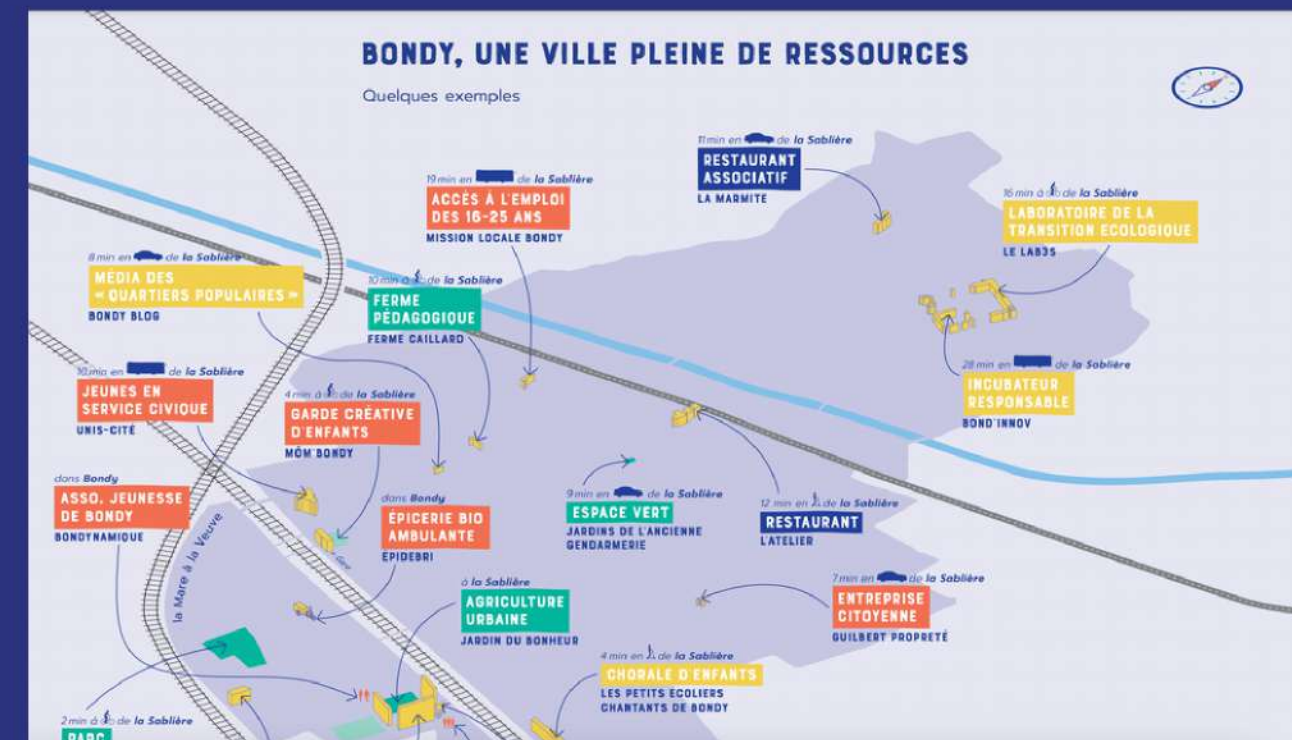 BONDY, UNE VILLE PLEINE DE RESSOURCES
Quelques exemples
11 min en de la Sablière
RESTAURANT
ASSOCIATIF
LA MARMITE
19 min en de la Sablière
ACCÈS À L'EMPLOI
DES 16-25 ANS
MISSION LOCALE BONDY
16 min à de la Sablière
LABORATOIRE DE LA
TRANSITION ECOLOGIQUE
LE LAB3S
8 min en de la Sablière
MÉDIA DES
« QUARTIERS POPULAIRES »
BONDY BLOG
10 min à de la Sablière
FERME
PÉDAGOGIQUE
FERME CAILLARD
10 min en de la Sablière
JEUNES EN
SERVICE CIVIQUE
UNIS-CITÉ
4 min à de la Sablière
GARDE CRÉATIVE
D'ENFANTS
MÔM BONDY
28 min en de la Sablière
INCUBATEUR
RESPONSABLE
BOND'INNOV
dans Bondy
ASSO, JEUNESSE
DE BONDY
BONDYNAMIQUE
dans Bondy
ÉPICERIE BIO
AMBULANTE
ÉPIDEBRI
9 min en de la Sablière
ESPACE VERT
JARDINS DE L'ANCIENNE
GENDARMERIE
12 min en de la Sablière
RESTAURANT
L'ATELIER
la Mare à la Veuve
Gare
à la Sablière
AGRICULTURE
URBAINE
JARDIN DU BONHEUR
7 min en de la Sablière
ENTREPRISE
CITOYENNE
GUILBERT PROPRETÉ
4 min en de la Sablière
CHORALE D'ENFANTS
LES PETITS ÉCOLIERS
CHANTANTS DE BONDY
2 min à de la Sablière
PARC